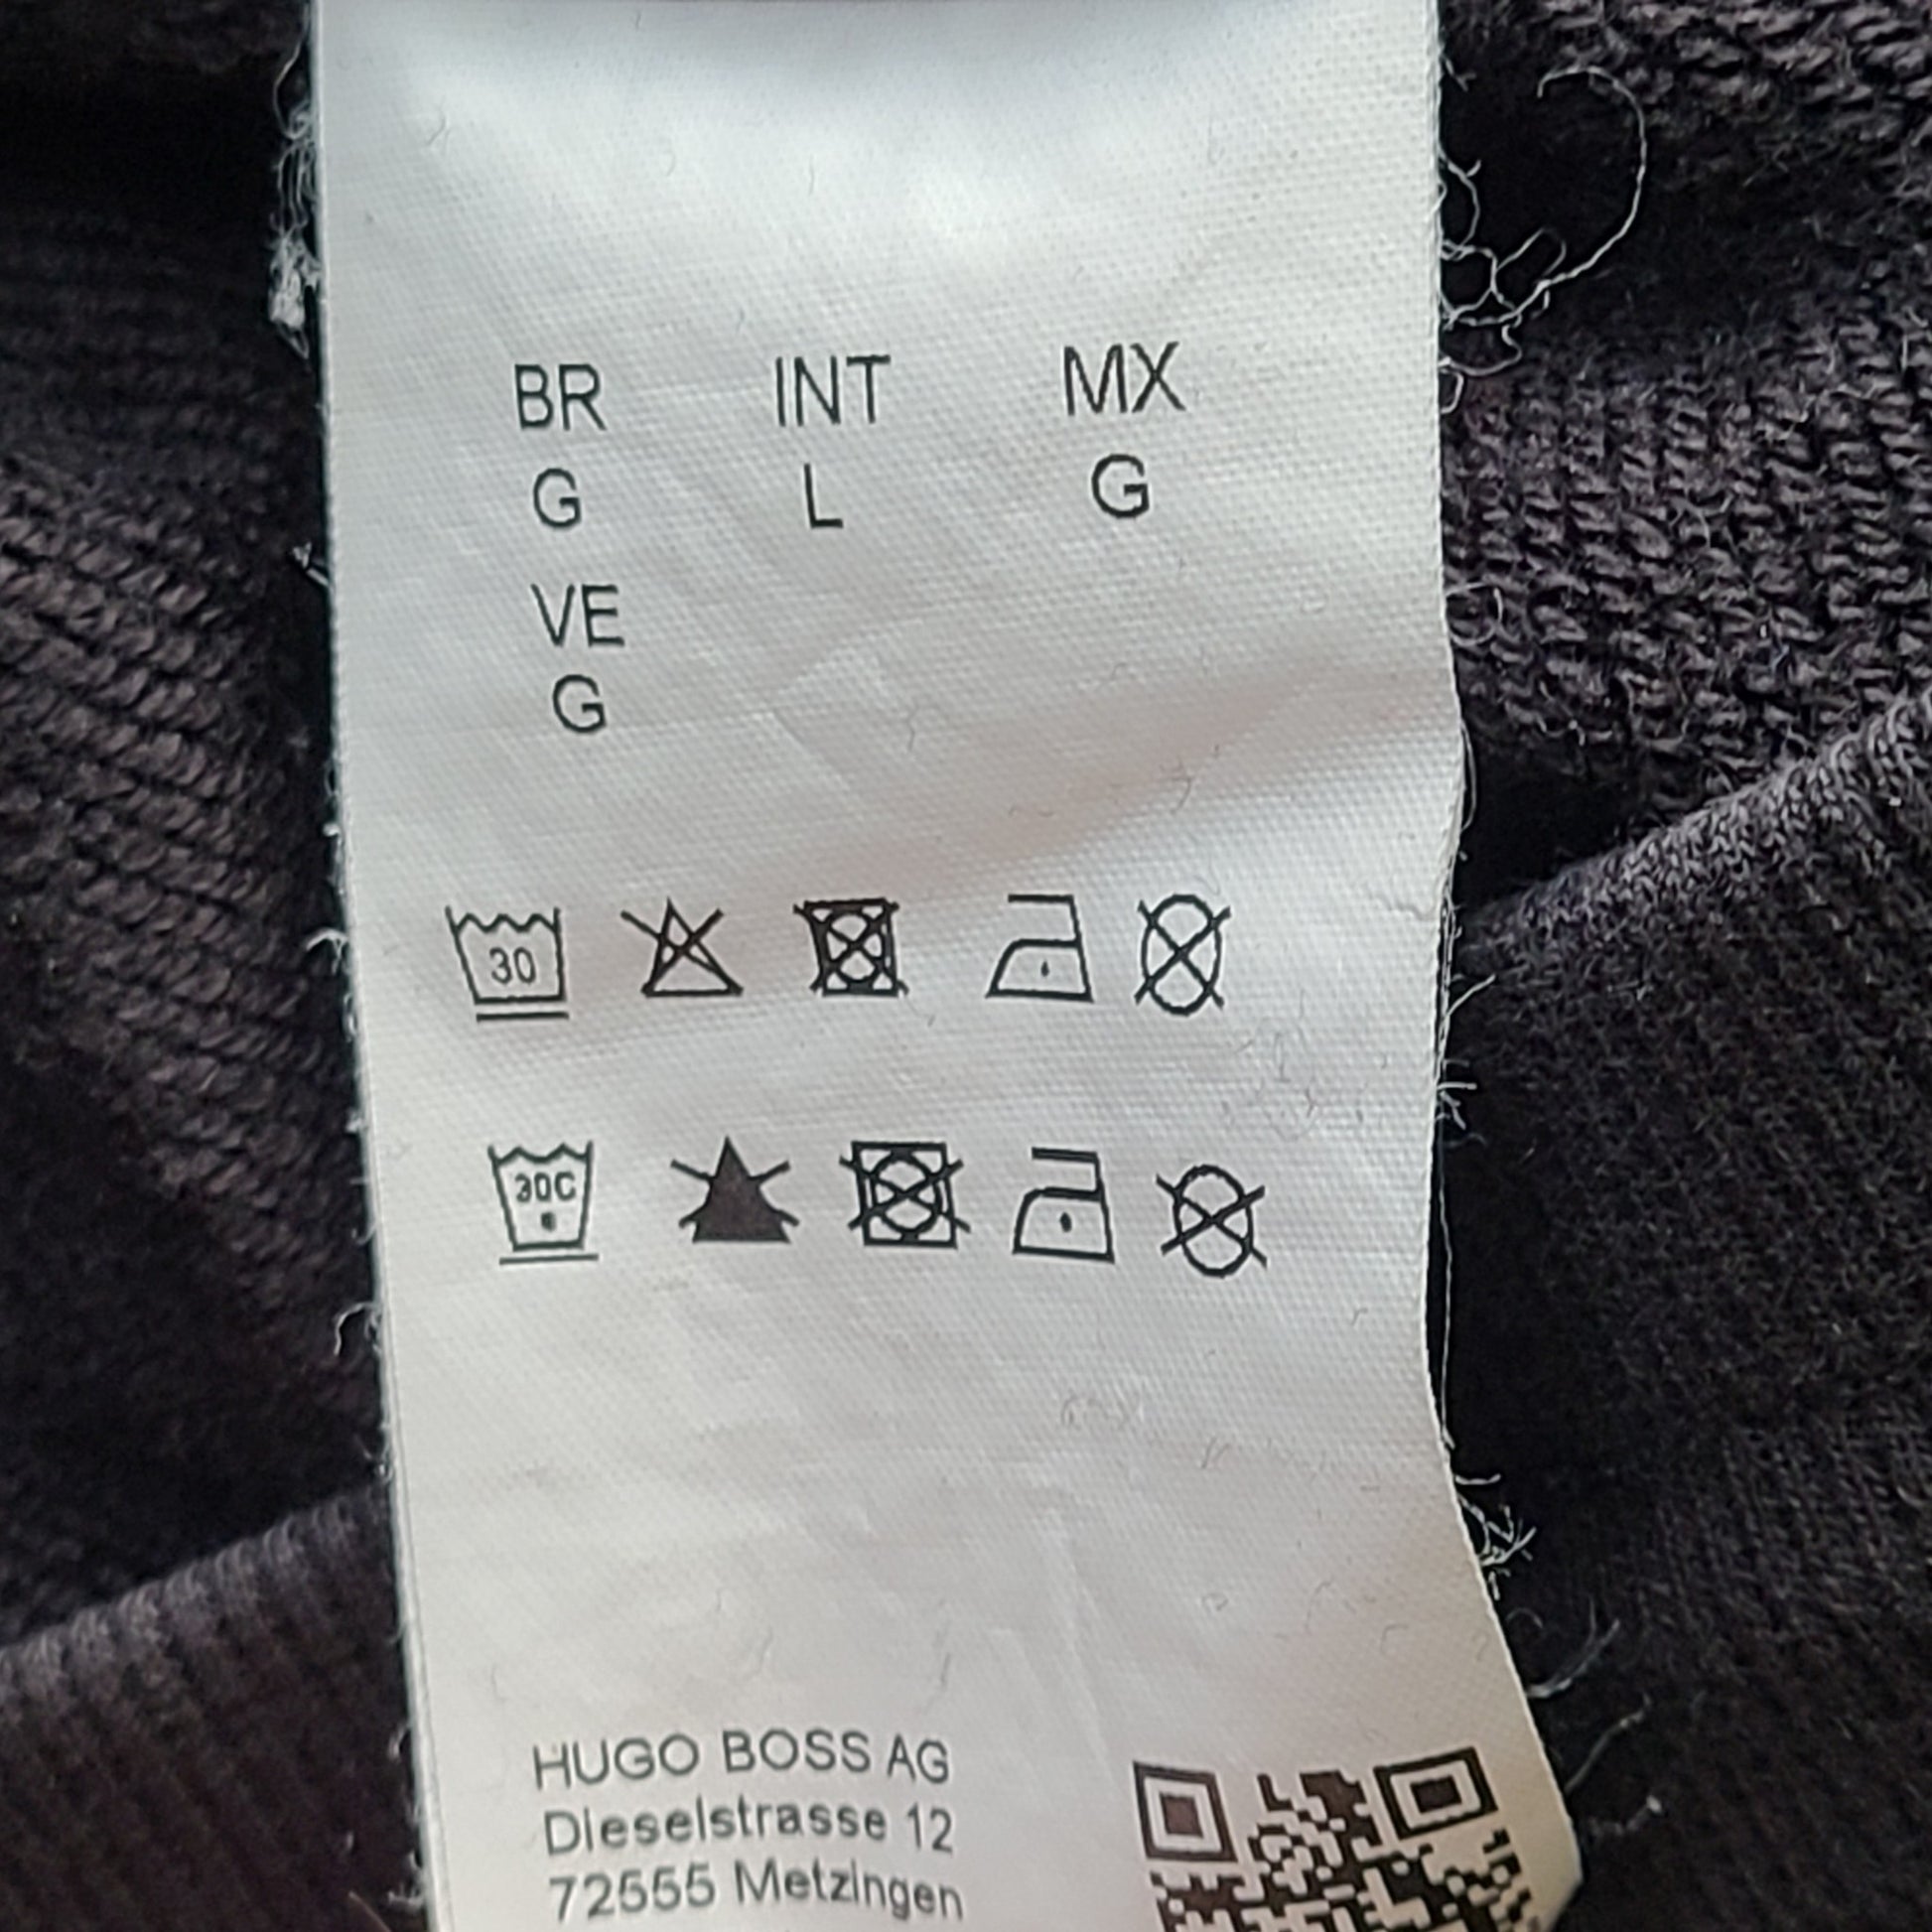 BR INT MX
G L G
VE
G
30
30C
HUGO BOSS AG
Dieselstrasse 12
72555 Metzingen